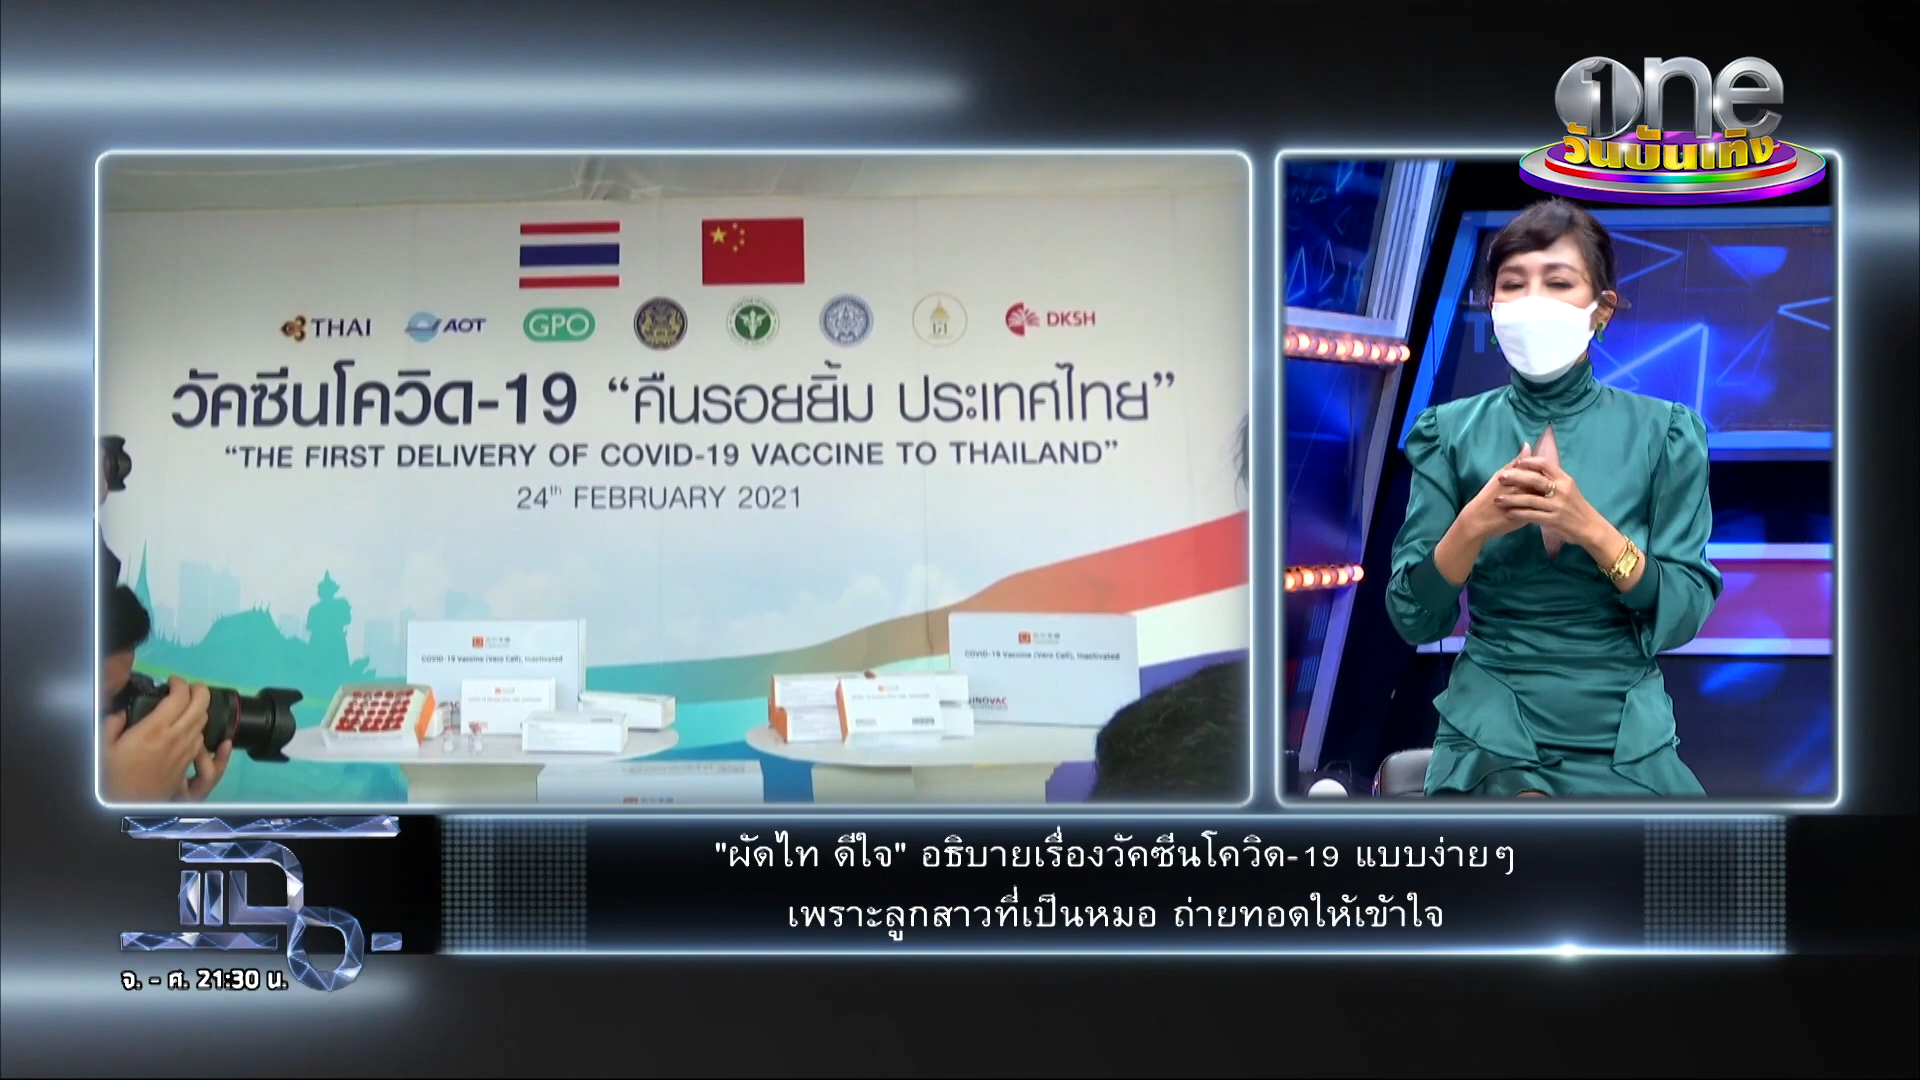 one
วันบันเทิง
THAI AOT GPO DKSH
วัคซีนโควิด-19 “คืนรอยยิ้ม ประเทศไทย”
“THE FIRST DELIVERY OF COVID-19 VACCINE TO THAILAND”
24th FEBRUARY 2021
COVID-19 Vaccine (Vero Cell), Inactivated
COVID-19 Vaccine (Vero Cell), Inactivated
"ผัดไท ดีใจ" อธิบายเรื่องวัคซีนโควิด-19 แบบง่ายๆ
เพราะลูกสาวที่เป็นหมอ ถ่ายทอดให้เข้าใจ
แฉ
จ. - ศ. 21:30 น.